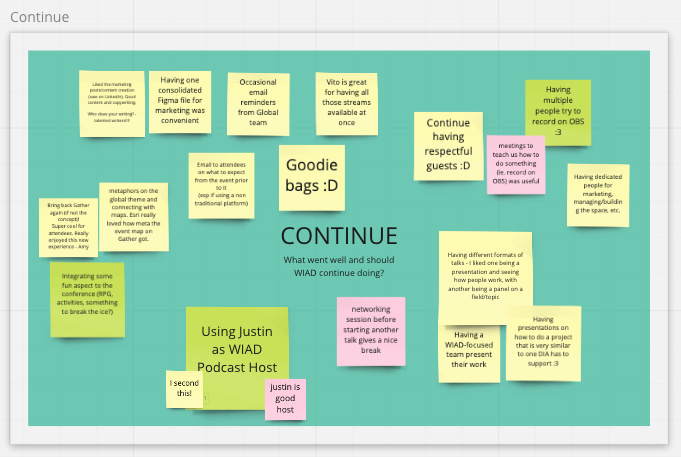 Continue
Liked the marketing
posts/content creation
(saw on LinkedIn). Good
content and copywriting.
Who does your writing? -
talented writers!!!
Having one
consolidated
Figma file for
marketing was
convenient
Occasional
email
reminders
from Global
team
Vito is great
for having all
those streams
available at
once
Continue
having
respectful
guests :D
Having
multiple
people try to
record on OBS
:3
meetings to
teach us how to
do something
(ie. record on
OBS) was useful
Having dedicated
people for
marketing,
managing/buildin
g the space, etc.
Email to attendees
on what to expect
from the event prior
to it
(esp if using a non
traditional platform)
Goodie
bags :D
Bring back Gather
again (if not the
concept)!
Super cool for
attendees. Really
enjoyed this new
experience - Amy
metaphors on the
global theme and
connecting with
maps. Esri really
loved how meta the
event map on
Gather got.
Integrating some
fun aspect to the
conference (RPG,
activities, something
to break the ice?)
CONTINUE
What went well and should
WIAD continue doing?
Having different formats of
talks - I liked one being a
presentation and seeing
how people work, with
another being a panel on a
field/topic
Using Justin
as WIAD
Podcast Host
I second
this!
Justin is
good
host
networking
session before
starting another
talk gives a nice
break
Having a
WIAD-focused
team present
their work
Having
presentations on
how to do a project
that is very similar
to one DIA has to
support :3